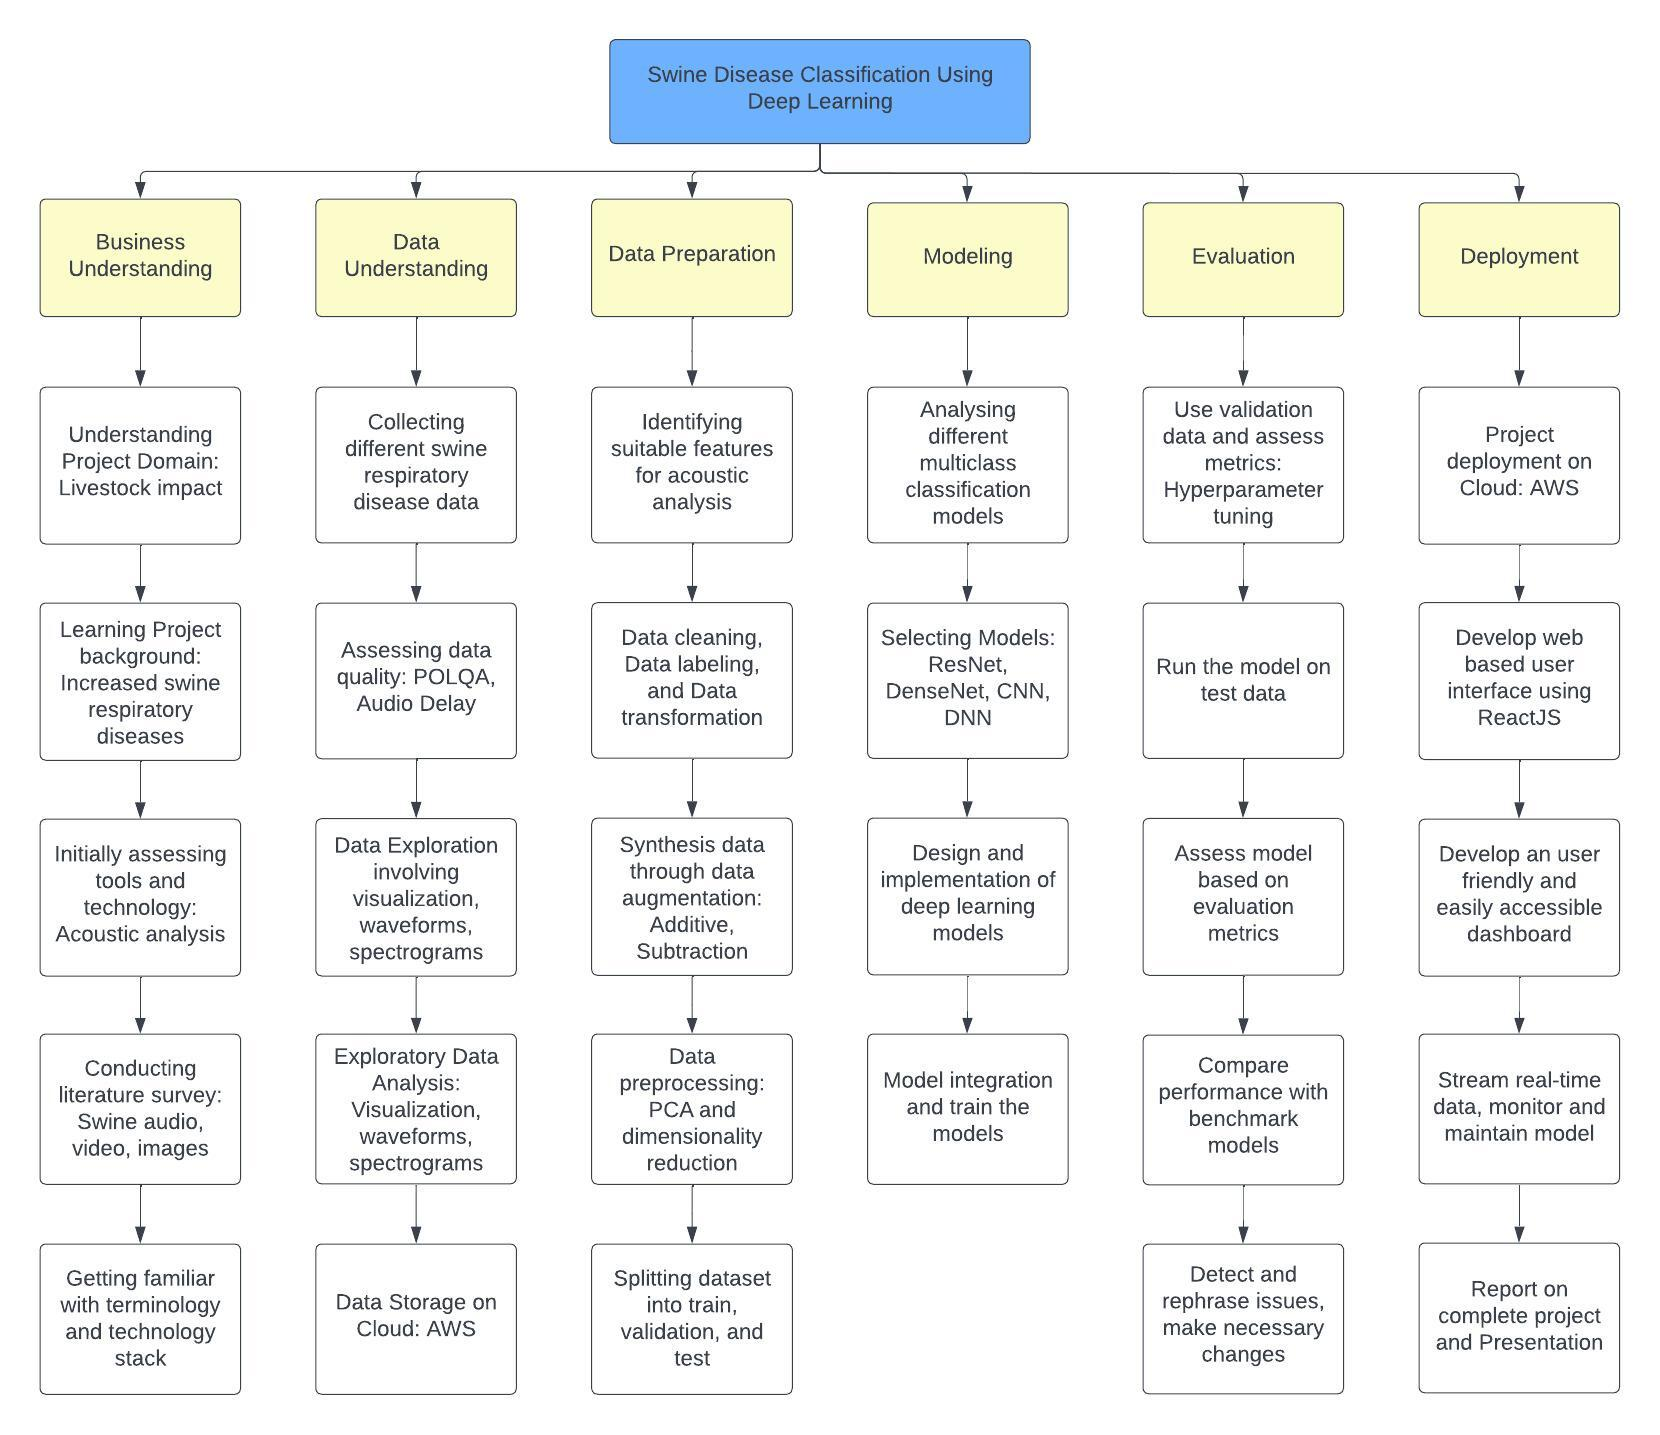 Swine Disease Classification Using
Deep Learning
Business
Understanding
Understanding
Project Domain:
Livestock impact
Learning Project
background:
Increased swine
respiratory
diseases
Initially assessing
tools and
technology:
Acoustic analysis
Conducting
literature survey:
Swine audio,
video, images
Getting familiar
with terminology
and technology
stack
Data
Understanding
Collecting
different swine
respiratory
disease data
Assessing data
quality: POLQA,
Audio Delay
Data Exploration
involving
visualization,
waveforms,
spectrograms
Exploratory Data
Analysis:
Visualization,
waveforms,
spectrograms
Data Storage on
Cloud: AWS
Data Preparation
Identifying
suitable features
for acoustic
analysis
Data cleaning,
Data labeling,
and Data
transformation
Synthesis data
through data
augmentation:
Additive,
Subtraction
Data
preprocessing:
PCA and
dimensionality
reduction
Splitting dataset
into train,
validation, and
test
Modeling
Analysing
different
multiclass
classification
models
Selecting Models:
ResNet,
DenseNet, CNN,
DNN
Design and
implementation of
deep learning
models
Model integration
and train the
models
Evaluation
Use validation
data and assess
metrics:
Hyperparameter
tuning
Run the model on
test data
Assess model
based on
evaluation
metrics
Compare
performance with
benchmark
models
Detect and
rephrase issues,
make necessary
changes
Deployment
Project
deployment on
Cloud: AWS
Develop web
based user
interface using
ReactJS
Develop an user
friendly and
easily accessible
dashboard
Stream real-time
data, monitor and
maintain model
Report on
complete project
and Presentation